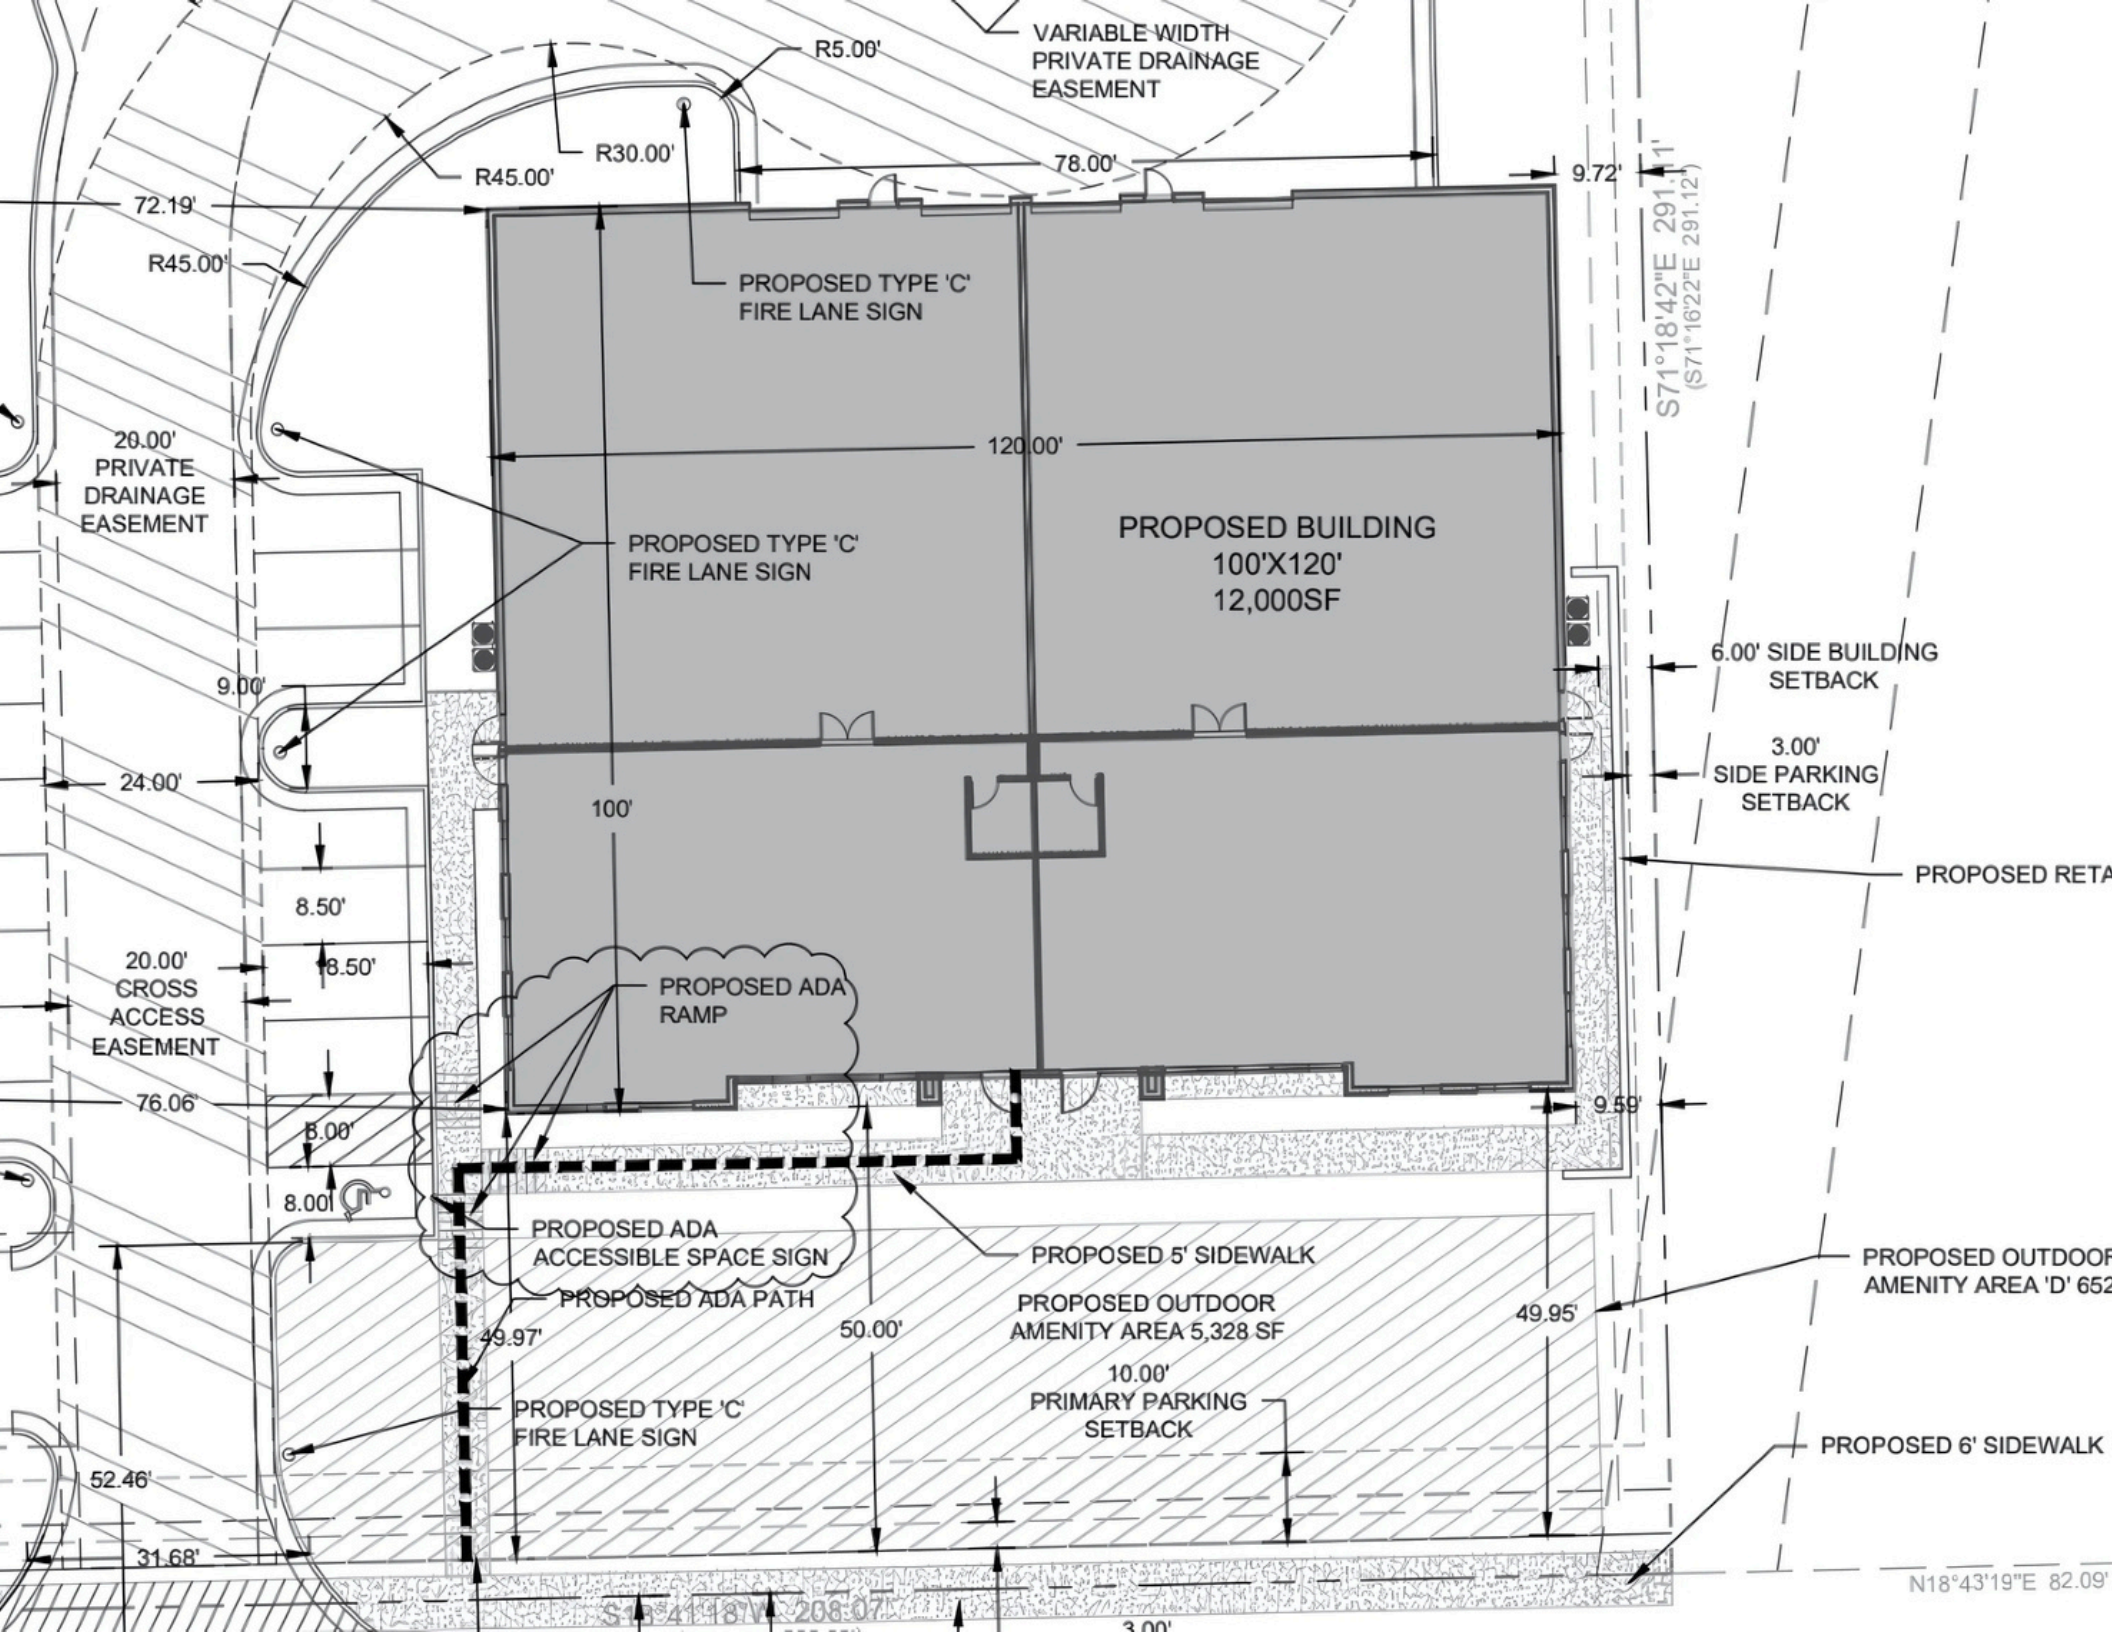 VARIABLE WIDTH
PRIVATE DRAINAGE
EASEMENT
R5.00'
R30.00'
R45.00'
78.00'
9.72'
72.19'
R45.00'
S71°18'42"E 291.11'
(S71°16'22"E 291.12')
PROPOSED TYPE 'C'
FIRE LANE SIGN
120.00'
20.00'
PRIVATE
DRAINAGE
EASEMENT
PROPOSED TYPE 'C'
FIRE LANE SIGN
PROPOSED BUILDING
100'X120'
12,000SF
6.00' SIDE BUILDING
SETBACK
9.00'
3.00'
SIDE PARKING
SETBACK
24.00'
100'
PROPOSED RETA
8.50'
18.50'
20.00'
CROSS
ACCESS
EASEMENT
PROPOSED ADA
RAMP
76.06'
8.00'
9.59'
8.00'
PROPOSED ADA
ACCESSIBLE SPACE SIGN
PROPOSED 5' SIDEWALK
PROPOSED OUTDOOR
AMENITY AREA 'D' 652
PROPOSED ADA PATH
PROPOSED OUTDOOR
AMENITY AREA 5,328 SF
49.97'
50.00'
49.95'
10.00'
PRIMARY PARKING
SETBACK
PROPOSED TYPE 'C'
FIRE LANE SIGN
PROPOSED 6' SIDEWALK
52.46'
31.68'
N18°43'19"E 82.09'
S18°41'18"W 208.07'
3.00'